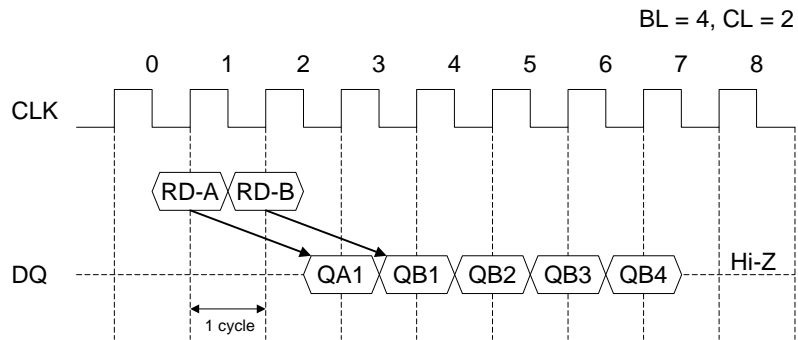 BL = 4, CL = 2
0 1 2 3 4 5 6 7 8
CLK
RD-A RD-B
DQ QA1 QB1 QB2 QB3 QB4 Hi-Z
1 cycle